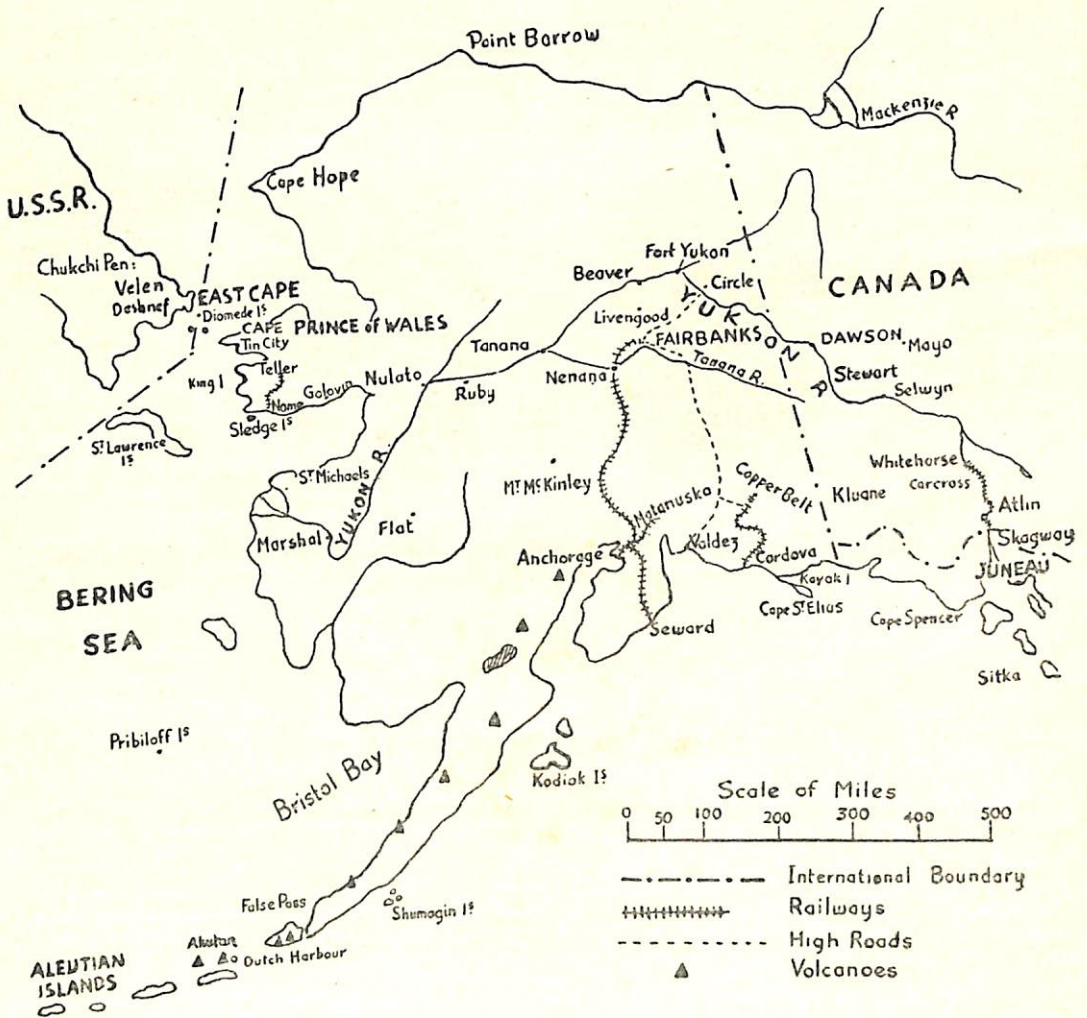 Point Barrow
Mackenzie R
Cape Hope
U.S.S.R.
Chukchi Pen:
Velen
Deshnef
EAST CAPE
Diomede Is
CAPE PRINCE of WALES
Tin City
Teller
King I
Nome
Golovin
Sledge Is
St Lawrence
Is
Nulato
Ruby
Tanana
Beaver
Fort Yukon
Circle
YUKON R
Livengood
FAIRBANKS
Nenana
Tanana R.
CANADA
DAWSON
Mayo
Stewart
Selwyn
Whitehorse
Carcross
Atlin
Skagway
JUNEAU
Kluane
Copper Belt
Matanuska
Mt McKinley
St Michaels
YUKON R.
Marshal
Flat
Anchorage
Valdez
Cordova
Kayak I
Cape St Elias
Cape Spencer
Seward
Sitka
BERING
SEA
Pribiloff Is
Bristol Bay
Kodiak Is
False Pass
Shumagin Is
Akutan
Dutch Harbour
ALEUTIAN
ISLANDS
Scale of Miles
0 50 100 200 300 400 500
International Boundary
Railways
High Roads
Volcanoes